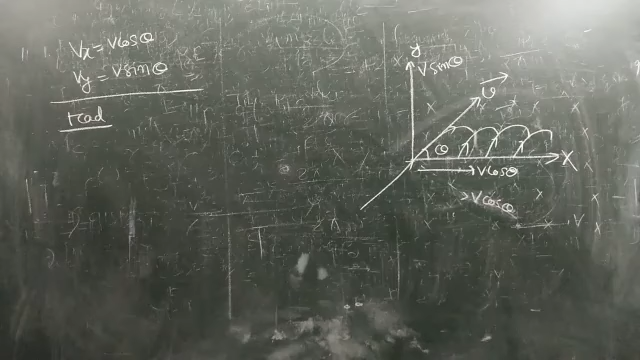 Vx = VCosθ
Vy = Vsinθ
rad
y
Vsinθ
v
θ
X
VCosθ
VCosθ